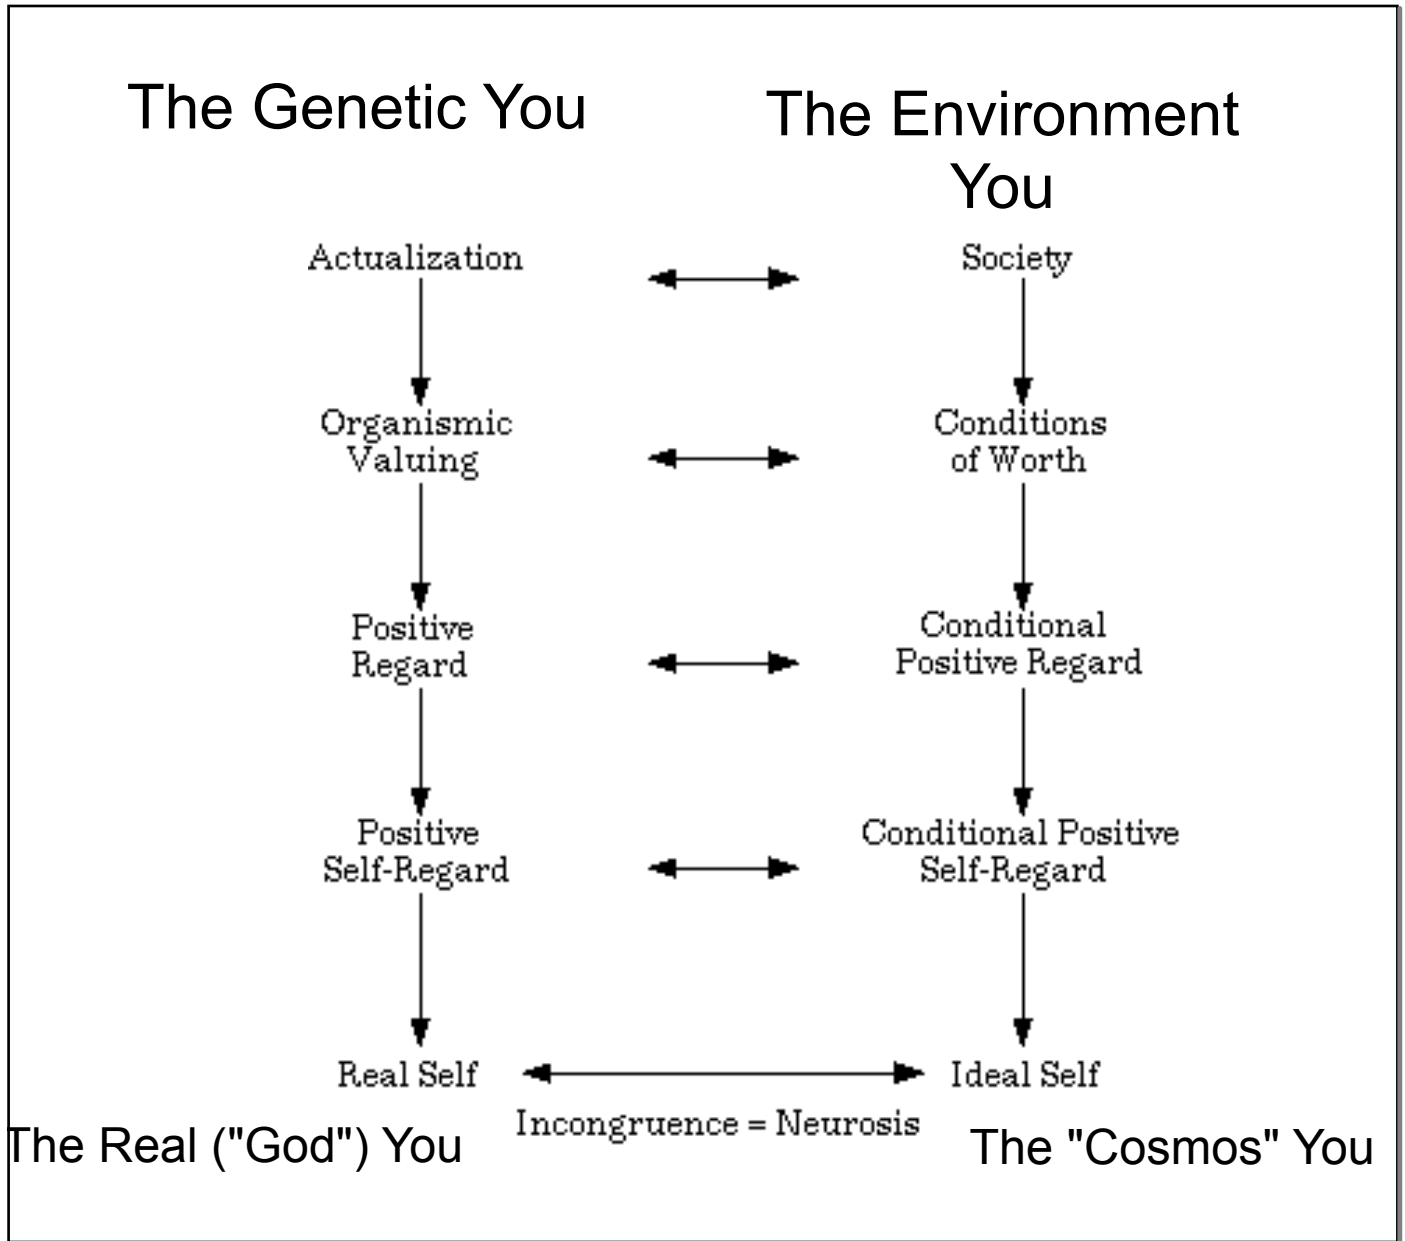 The Genetic You
The Environment
You
Actualization
Society
Organismic
Valuing
Conditions
of Worth
Positive
Regard
Conditional
Positive Regard
Positive
Self-Regard
Conditional Positive
Self-Regard
Real Self
Ideal Self
Incongruence = Neurosis
The Real ("God") You
The "Cosmos" You